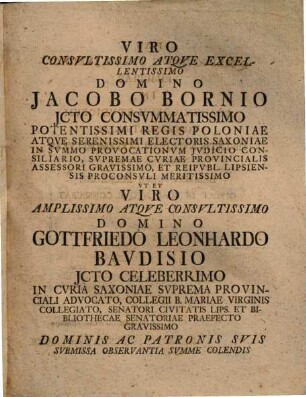 VIRO
CONSVLTISSIMO ATQVE EXCEL-
LENTISSIMO
DOMINO
JACOBO BORNIO
JCTO CONSVMMATISSIMO
POTENTISSIMI REGIS POLONIAE
ATQVE SERENISSIMI ELECTORIS SAXONIAE
IN SVMMO PROVOCATIONVM JVDICIO CON-
SILIARIO, SVPREMAE CVRIAE PROVINCIALIS
ASSESSORI GRAVISSIMO, ET REIPVBL. LIPSIEN-
SIS PROCONSVLI MERITISSIMO
VT ET
VIRO
AMPLISSIMO ATQVE CONSVLTISSIMO
DOMINO
GOTTFRIEDO LEONHARDO
BAVDISIO
JCTO CELEBERRIMO
IN CVRIA SAXONIAE SVPREMA PROVIN-
CIALI ADVOCATO, COLLEGII B. MARIAE VIRGINIS
COLLEGIATO, SENATORI CIVITATIS LIPS. ET BI-
BLIOTHECAE SENATORIAE PRAEFECTO
GRAVISSIMO
DOMINIS AC PATRONIS SVIS
SVBMISSA OBSERVANTIA SVMME COLENDIS